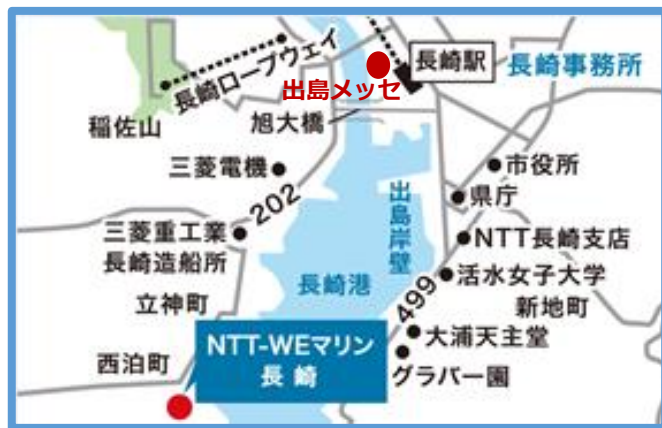 長崎ロープウェイ
長崎駅
長崎事務所
出島メッセ
稲佐山
旭大橋
三菱電機
市役所
202
出島岸壁
県庁
三菱重工業
長崎造船所
NTT長崎支店
長崎港
活水女子大学
立神町
499
新地町
NTT-WEマリン
長崎
大浦天主堂
西泊町
グラバー園